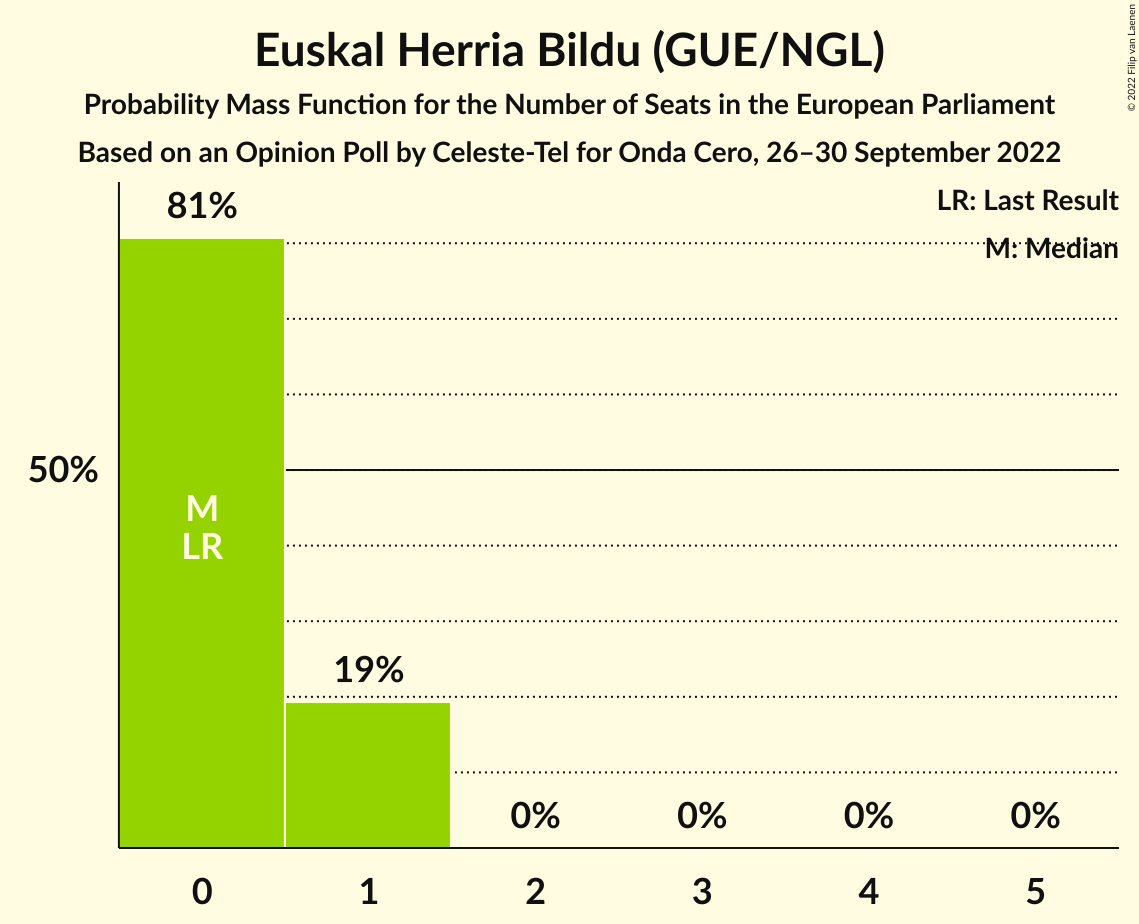 Euskal Herria Bildu (GUE/NGL)
Probability Mass Function for the Number of Seats in the European Parliament
Based on an Opinion Poll by Celeste-Tel for Onda Cero, 26–30 September 2022
© 2022 Filip van Laenen
LR: Last Result
M: Median
81%
50%
M
LR
19%
0%
0%
0%
0%
0
1
2
3
4
5